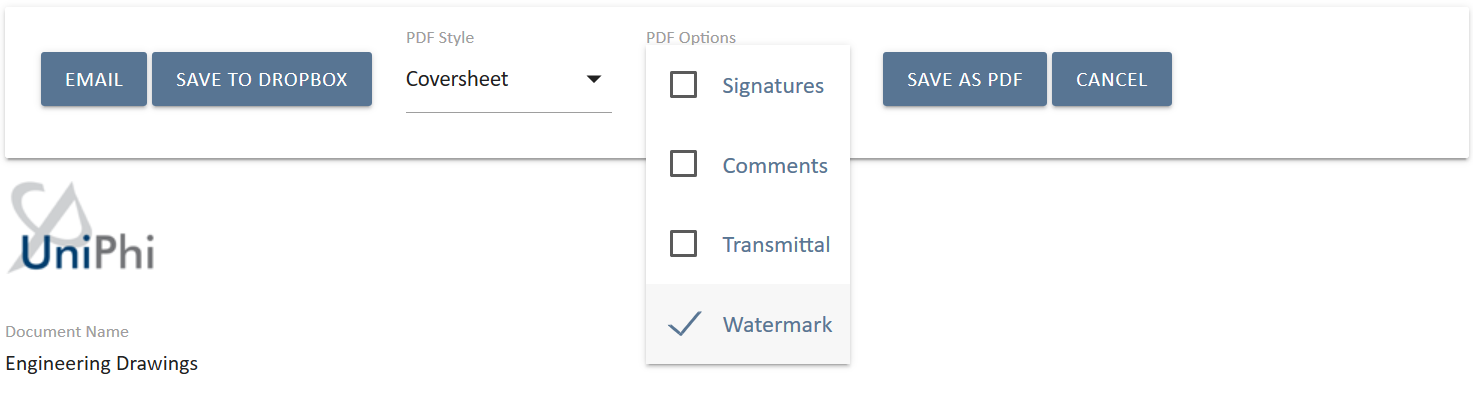 PDF Style
PDF Options
EMAIL
SAVE TO DROPBOX
Coversheet
SAVE AS PDF
CANCEL
Signatures
Comments
Transmittal
Watermark
UniPhi
Document Name
Engineering Drawings